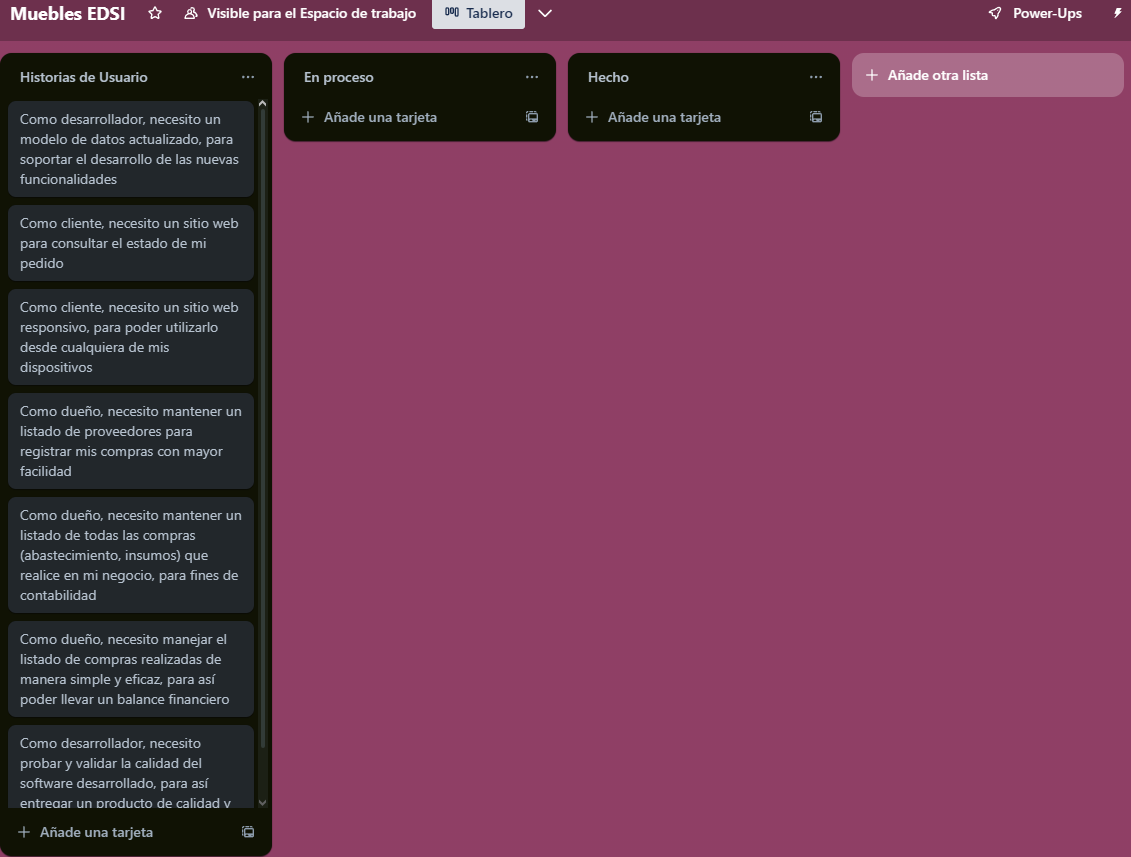 Muebles EDSI
Visible para el Espacio de trabajo
Tablero
Power-Ups
Historias de Usuario
Como desarrollador, necesito un
modelo de datos actualizado, para
soportar el desarrollo de las nuevas
funcionalidades
Como cliente, necesito un sitio web
para consultar el estado de mi
pedido
Como cliente, necesito un sitio web
responsivo, para poder utilizarlo
desde cualquiera de mis
dispositivos
Como dueño, necesito mantener un
listado de proveedores para
registrar mis compras con mayor
facilidad
Como dueño, necesito mantener un
listado de todas las compras
(abastecimiento, insumos) que
realice en mi negocio, para fines de
contabilidad
Como dueño, necesito manejar el
listado de compras realizadas de
manera simple y eficaz, para así
poder llevar un balance financiero
Como desarrollador, necesito
probar y validar la calidad del
software desarrollado, para así
entregar un producto de calidad y
Añade una tarjeta
En proceso
Añade una tarjeta
Hecho
Añade una tarjeta
Añade otra lista